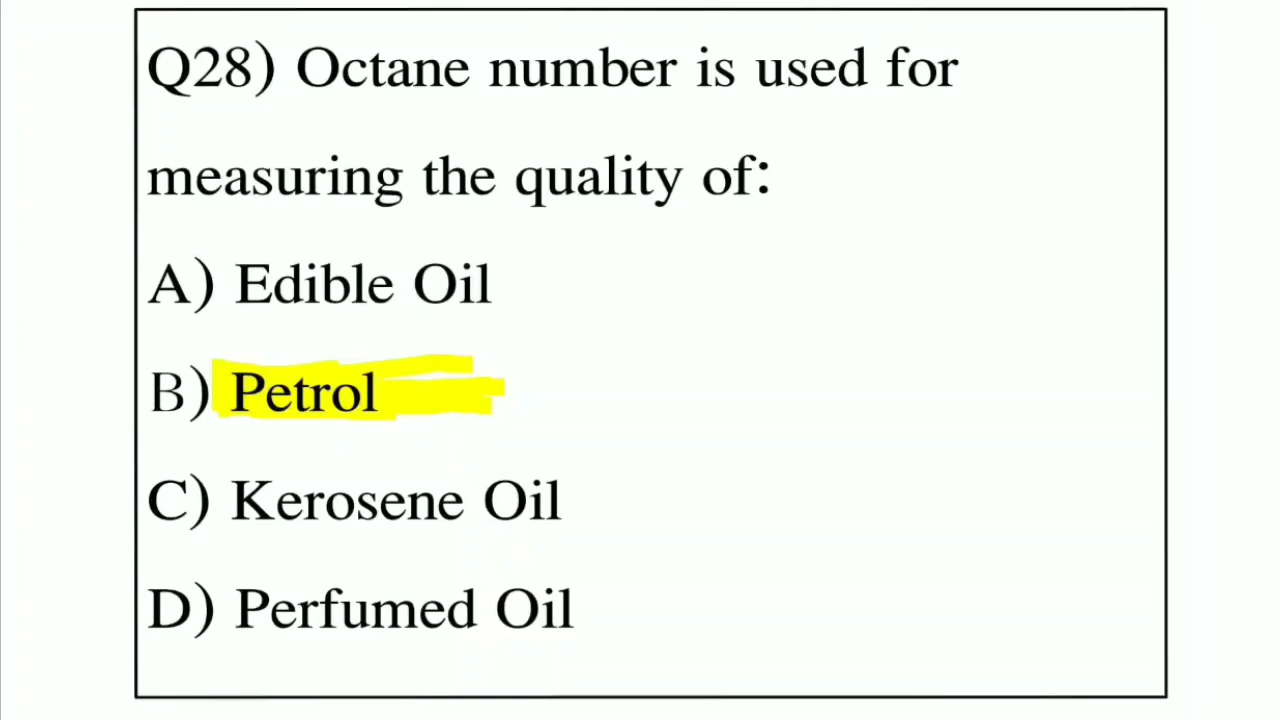 Q28) Octane number is used for
measuring the quality of:
A) Edible Oil
B) Petrol
C) Kerosene Oil
D) Perfumed Oil